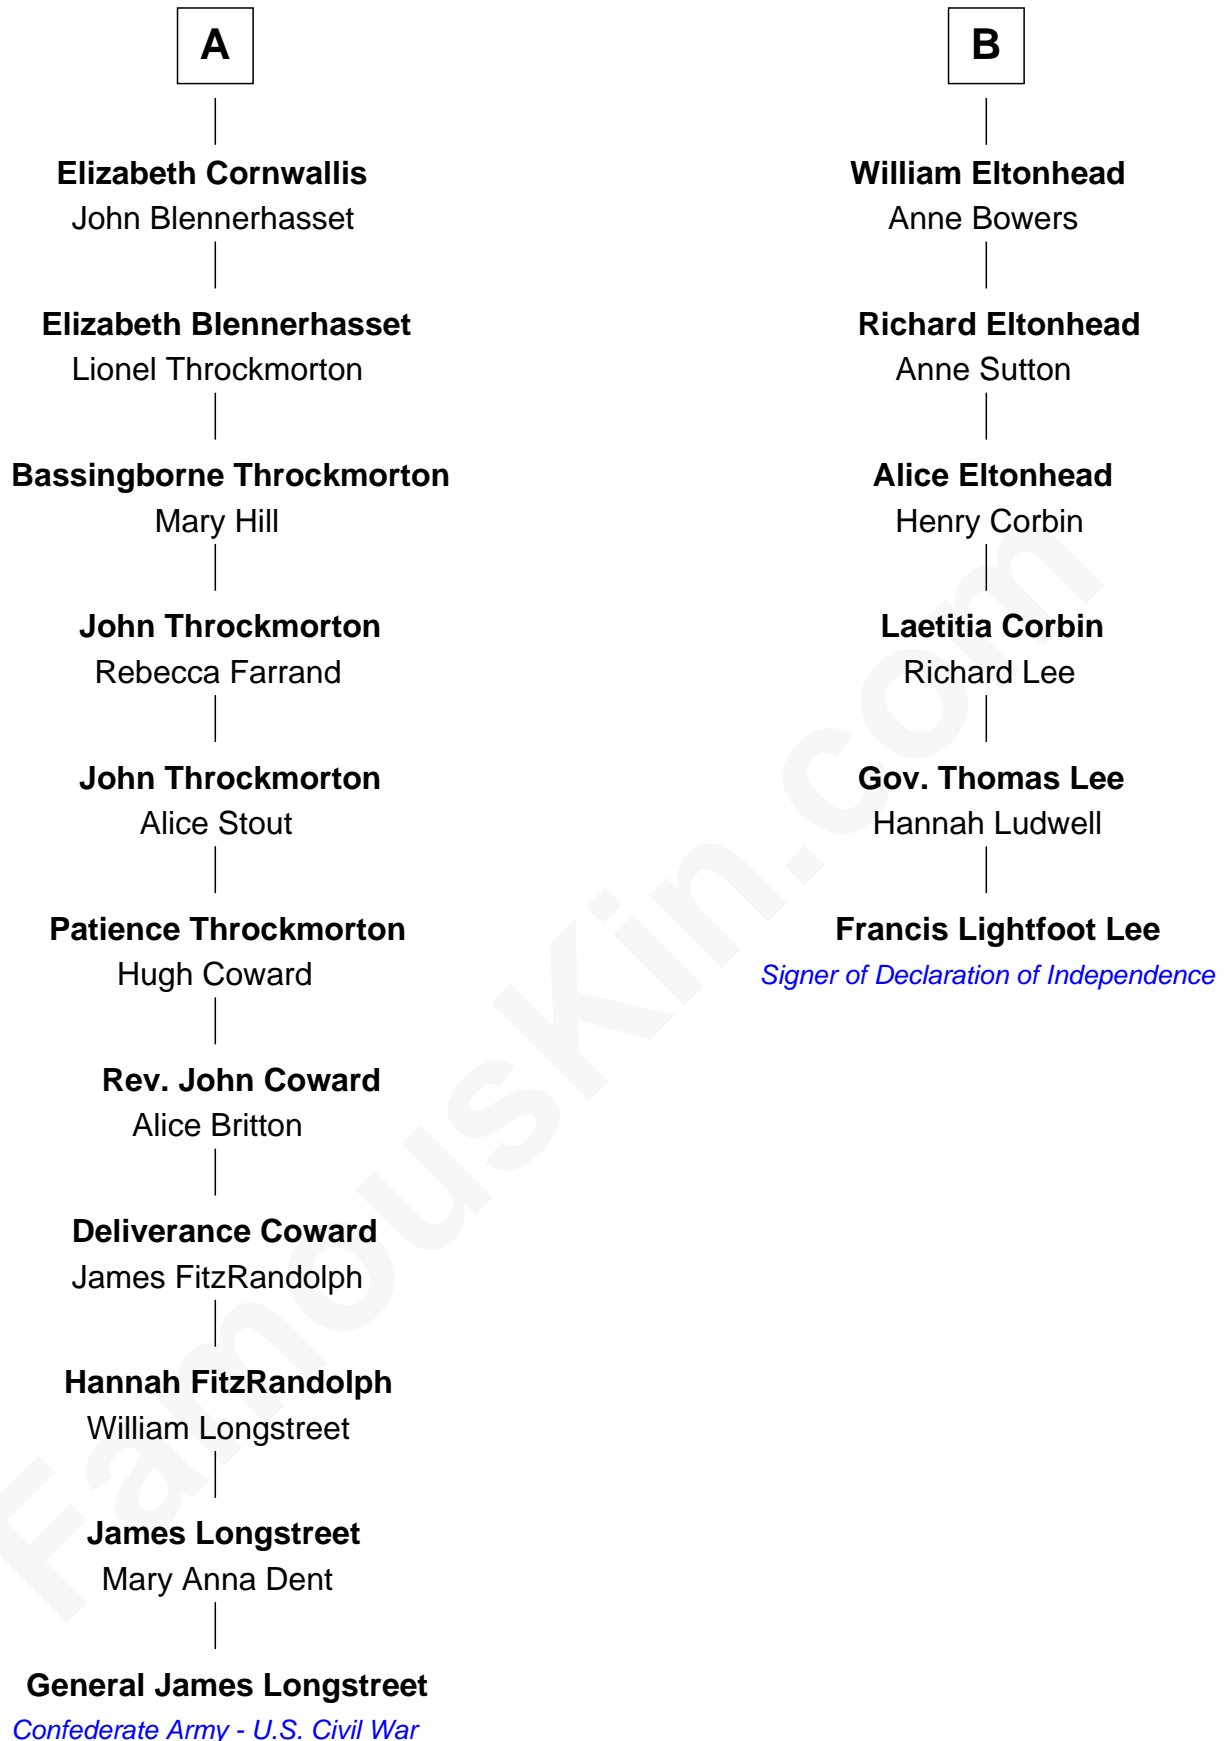 A
Elizabeth Cornwallis
John Blennerhasset
Elizabeth Blennerhasset
Lionel Throckmorton
Bassingborne Throckmorton
Mary Hill
John Throckmorton
Rebecca Farrand
John Throckmorton
Alice Stout
Patience Throckmorton
Hugh Coward
Rev. John Coward
Alice Britton
Deliverance Coward
James FitzRandolph
Hannah FitzRandolph
William Longstreet
James Longstreet
Mary Anna Dent
General James Longstreet
Confederate Army - U.S. Civil War
B
William Eltonhead
Anne Bowers
Richard Eltonhead
Anne Sutton
Alice Eltonhead
Henry Corbin
Laetitia Corbin
Richard Lee
Gov. Thomas Lee
Hannah Ludwell
Francis Lightfoot Lee
Signer of Declaration of Independence
FamousKin.com